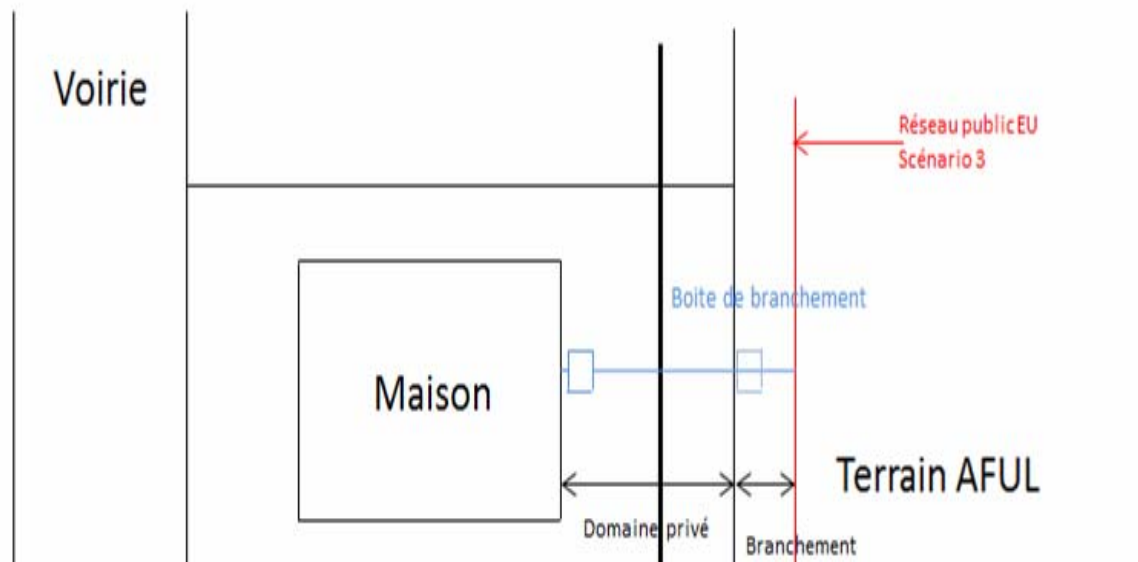 Voirie
Réseau public EU
Scénario 3
Boite de branchement
Maison
Terrain AFUL
Domaine privé
Branchement